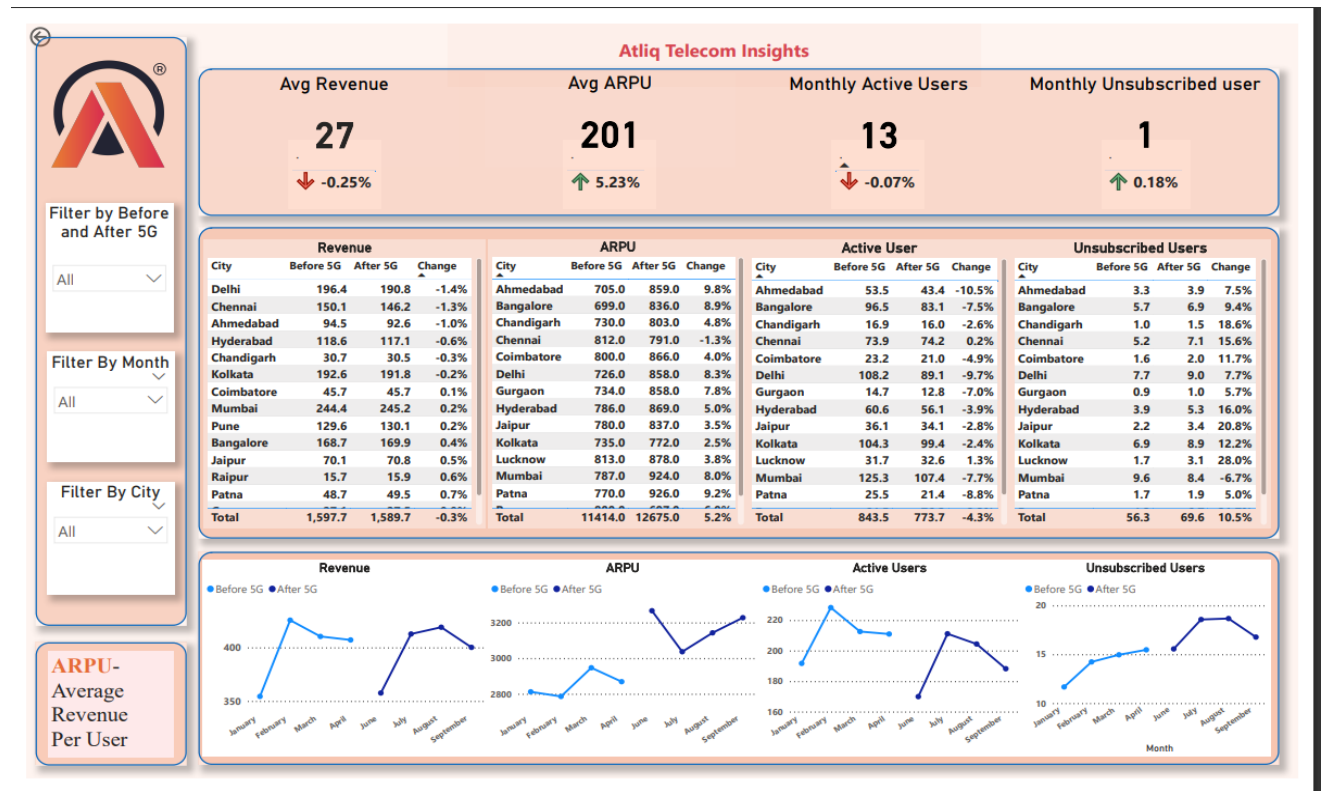 Atliq Telecom Insights
®
Filter by Before
and After 5G
All
Filter By Month
All
Filter By City
All
ARPU-
Average
Revenue
Per User
Avg Revenue
27
-0.25%
Avg ARPU
201
5.23%
Monthly Active Users
13
-0.07%
Monthly Unsubscribed user
1
0.18%
Revenue
City Before 5G After 5G Change
Delhi 196.4 190.8 -1.4%
Chennai 150.1 146.2 -1.3%
Ahmedabad 94.5 92.6 -1.0%
Hyderabad 118.6 117.1 -0.6%
Chandigarh 30.7 30.5 -0.3%
Kolkata 192.6 191.8 -0.2%
Coimbatore 45.7 45.7 0.1%
Mumbai 244.4 245.2 0.2%
Pune 129.6 130.1 0.2%
Bangalore 168.7 169.9 0.4%
Jaipur 70.1 70.8 0.5%
Raipur 15.7 15.9 0.6%
Patna 48.7 49.5 0.7%
Total 1,597.7 1,589.7 -0.3%
ARPU
City Before 5G After 5G Change
Ahmedabad 705.0 859.0 9.8%
Bangalore 699.0 836.0 8.9%
Chandigarh 730.0 803.0 4.8%
Chennai 812.0 791.0 -1.3%
Coimbatore 800.0 866.0 4.0%
Delhi 726.0 858.0 8.3%
Gurgaon 734.0 858.0 7.8%
Hyderabad 786.0 869.0 5.0%
Jaipur 780.0 837.0 3.5%
Kolkata 735.0 772.0 2.5%
Lucknow 813.0 878.0 3.8%
Mumbai 787.0 924.0 8.0%
Patna 770.0 926.0 9.2%
Total 11414.0 12675.0 5.2%
Active User
City Before 5G After 5G Change
Ahmedabad 53.5 43.4 -10.5%
Bangalore 96.5 83.1 -7.5%
Chandigarh 16.9 16.0 -2.6%
Chennai 73.9 74.2 0.2%
Coimbatore 23.2 21.0 -4.9%
Delhi 108.2 89.1 -9.7%
Gurgaon 14.7 12.8 -7.0%
Hyderabad 60.6 56.1 -3.9%
Jaipur 36.1 34.1 -2.8%
Kolkata 104.3 99.4 -2.4%
Lucknow 31.7 32.6 1.3%
Mumbai 125.3 107.4 -7.7%
Patna 25.5 21.4 -8.8%
Total 843.5 773.7 -4.3%
Unsubscribed Users
City Before 5G After 5G Change
Ahmedabad 3.3 3.9 7.5%
Bangalore 5.7 6.9 9.4%
Chandigarh 1.0 1.5 18.6%
Chennai 5.2 7.1 15.6%
Coimbatore 1.6 2.0 11.7%
Delhi 7.7 9.0 7.7%
Gurgaon 0.9 1.0 5.7%
Hyderabad 3.9 5.3 16.0%
Jaipur 2.2 3.4 20.8%
Kolkata 6.9 8.9 12.2%
Lucknow 1.7 3.1 28.0%
Mumbai 9.6 8.4 -6.7%
Patna 1.7 1.9 5.0%
Total 56.3 69.6 10.5%
Revenue
Before 5G After 5G
400
350
January February March April June July August September
ARPU
Before 5G After 5G
3200
3000
2800
January February March April June July August September
Active Users
Before 5G After 5G
220
200
180
160
January February March April June July August September
Unsubscribed Users
Before 5G After 5G
20
15
10
January February March April June July August September
Month